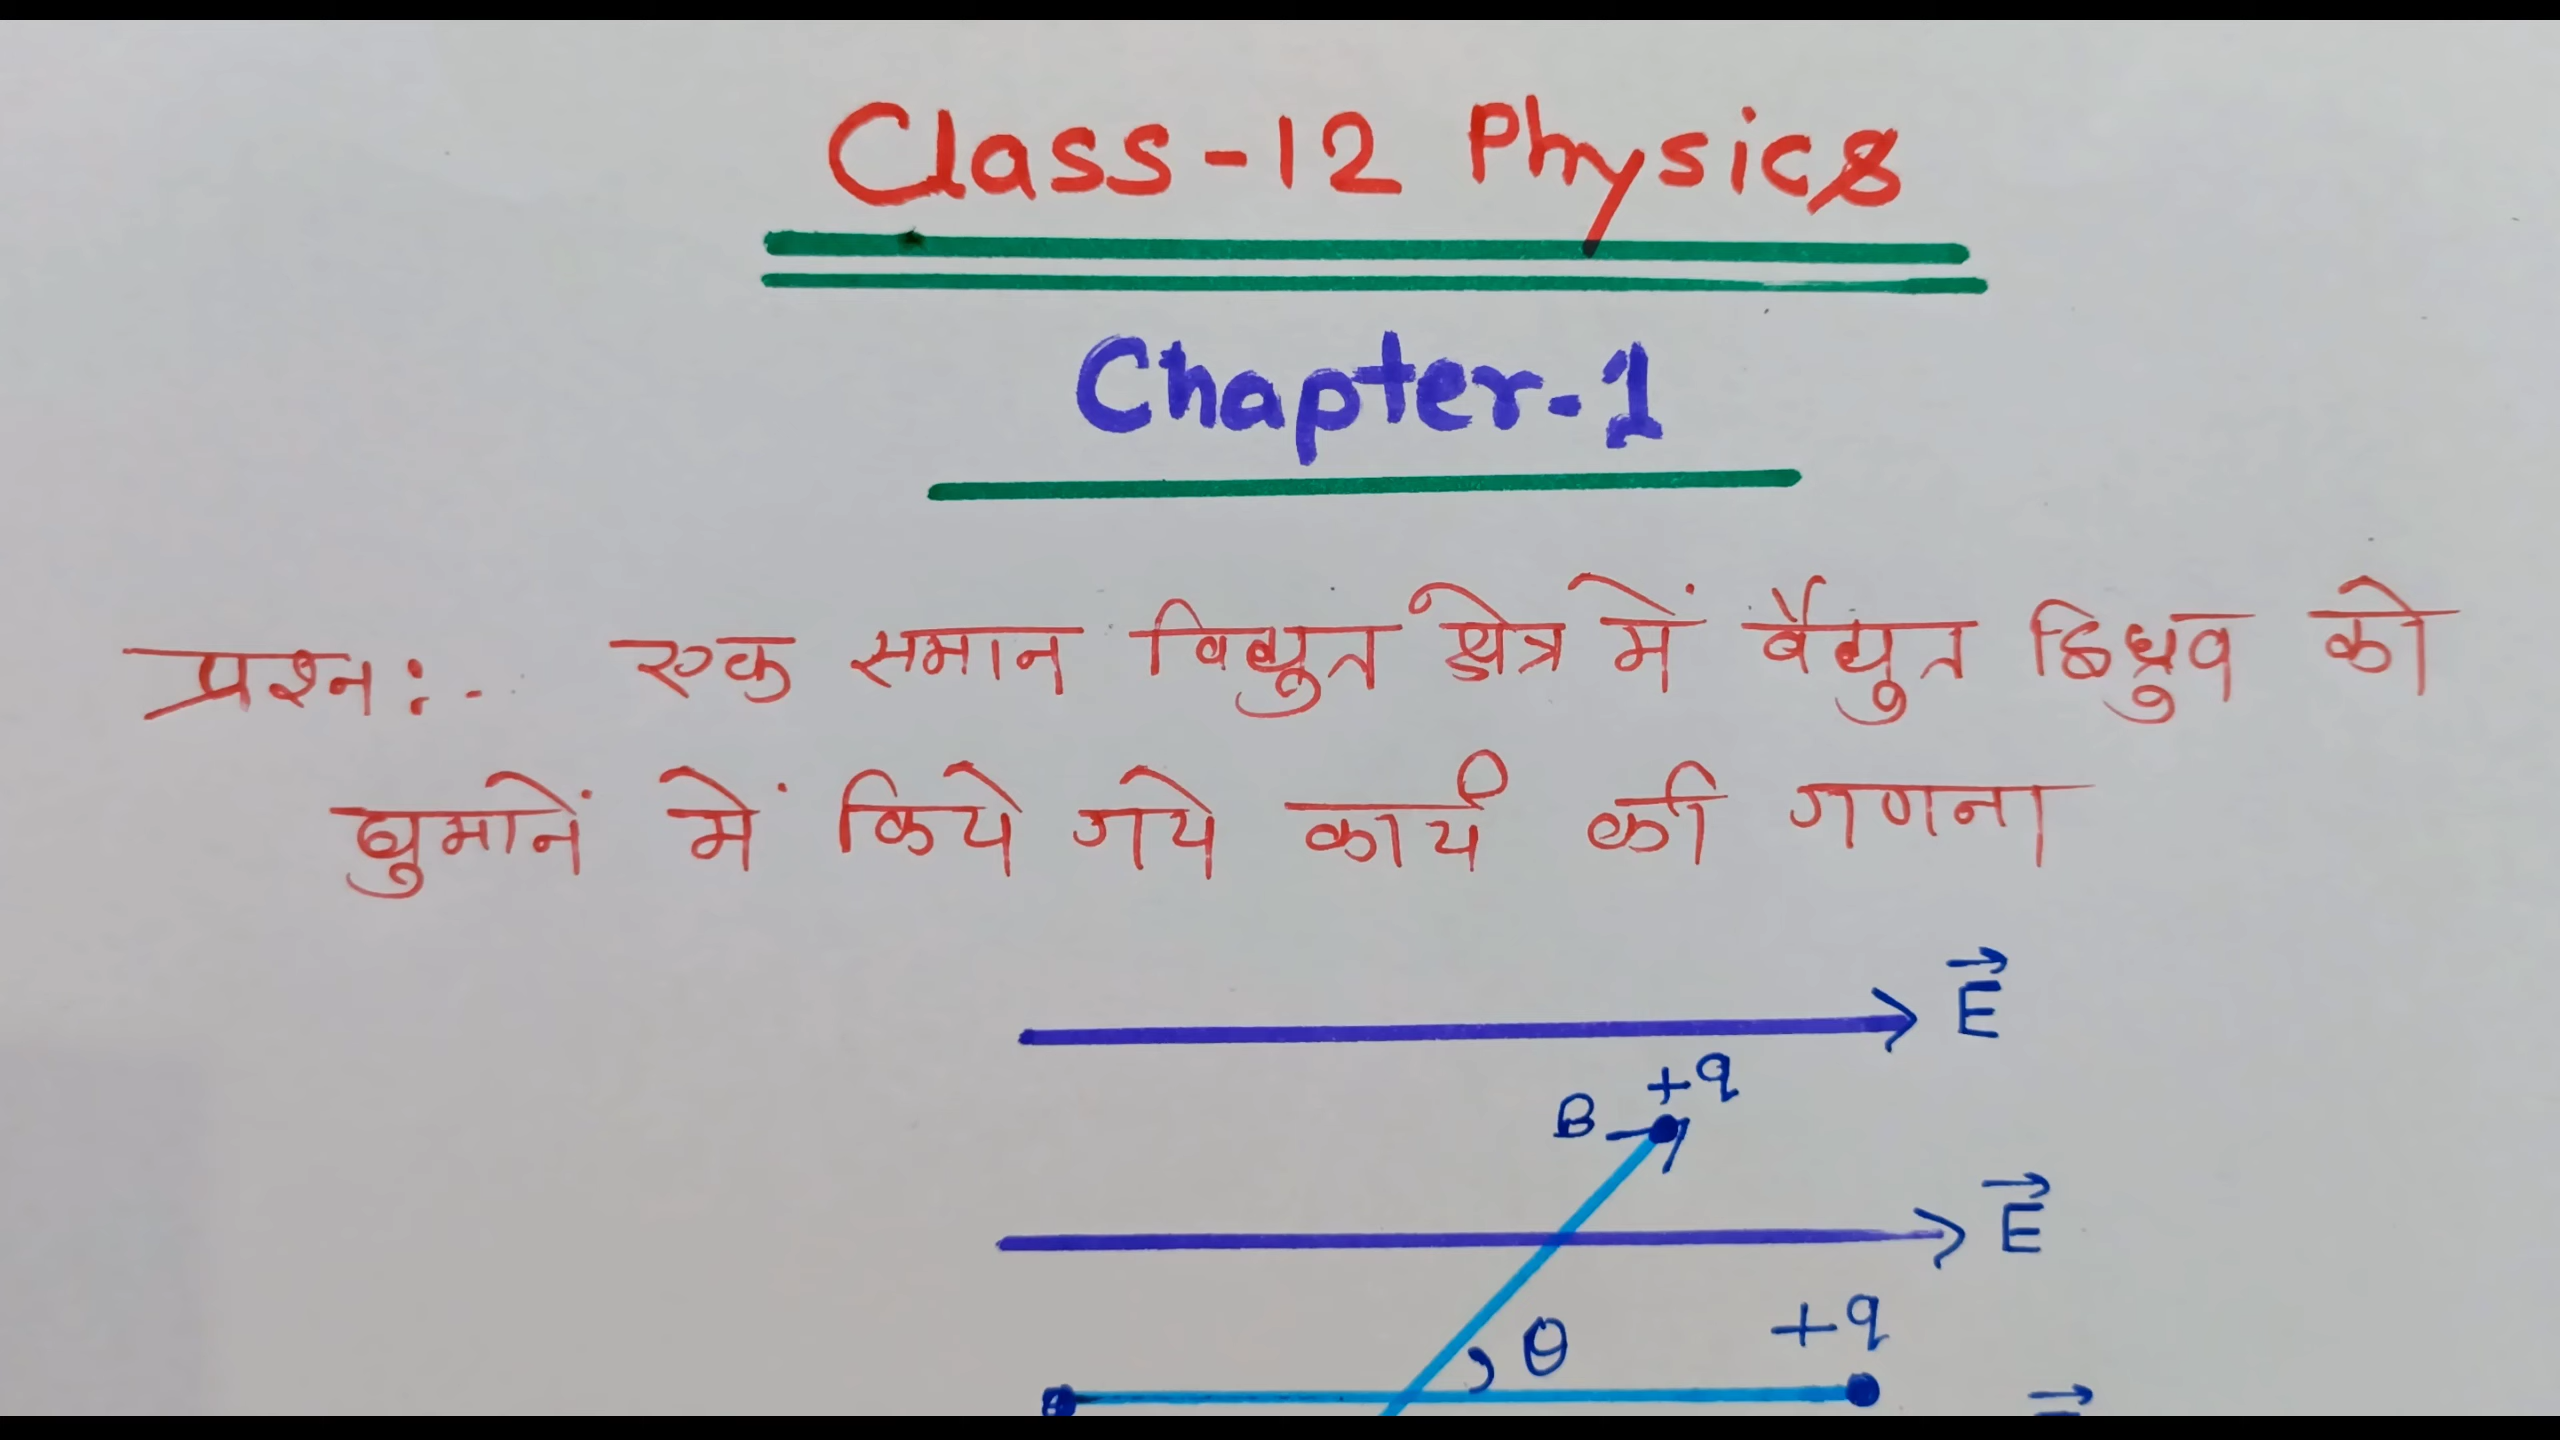 Class-12 Physics
Chapter-1
प्रश्न:- एक समान विद्युत क्षेत्र में वैद्युत द्विध्रुव को
घुमानें में किये गये कार्य की गणना
E
+q
B
E
+q
θ